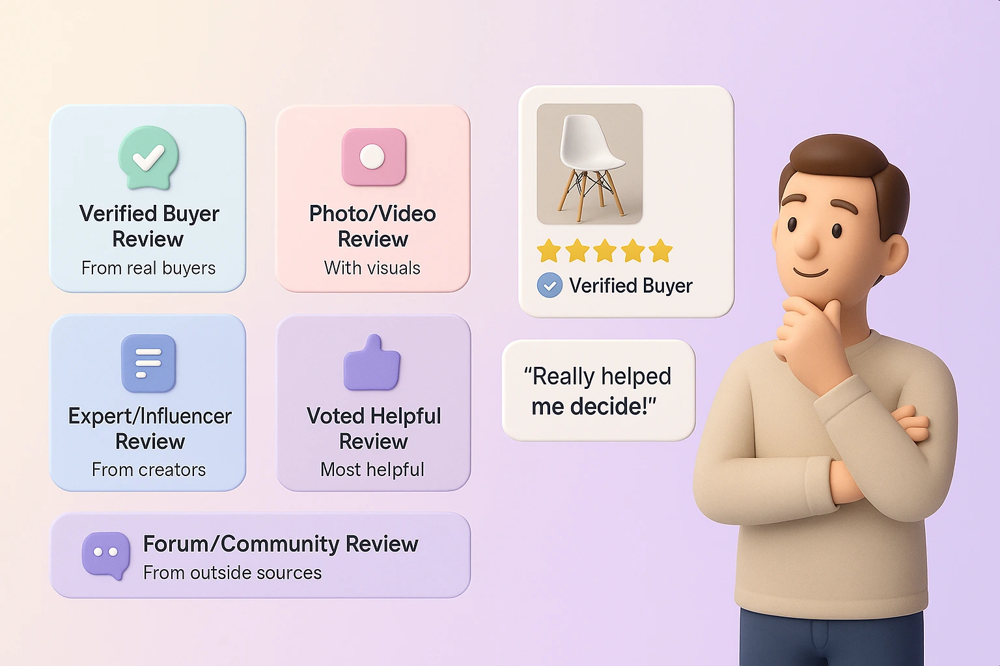 Verified Buyer
Review
From real buyers
Photo/Video
Review
With visuals
Expert/Influencer
Review
From creators
Voted Helpful
Review
Most helpful
Forum/Community Review
From outside sources
Verified Buyer
“Really helped
me decide!”